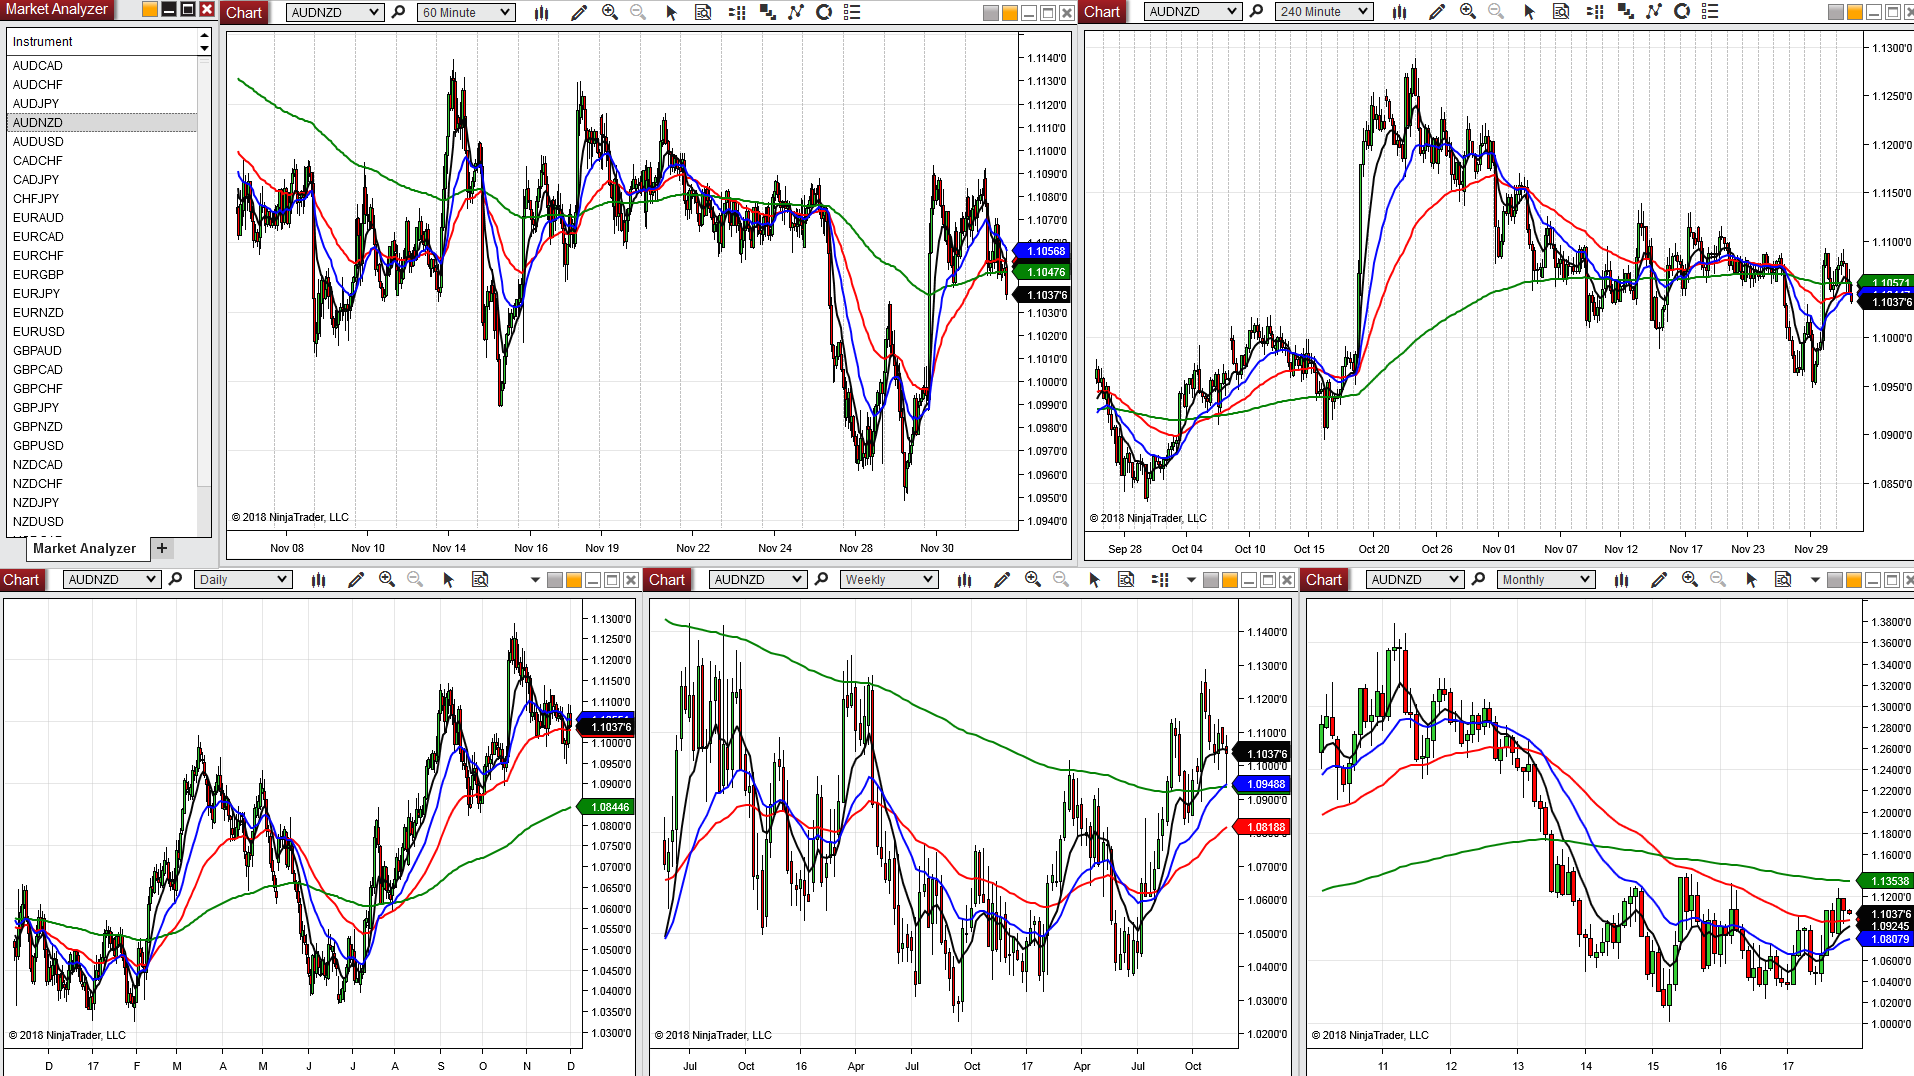 Market Analyzer
Instrument
AUDCAD
AUDCHF
AUDJPY
AUDNZD
AUDUSD
CADCHF
CADJPY
CHFJPY
EURAUD
EURCAD
EURCHF
EURGBP
EURJPY
EURNZD
EURUSD
GBPAUD
GBPCAD
GBPCHF
GBPJPY
GBPNZD
GBPUSD
NZDCAD
NZDCHF
NZDJPY
NZDUSD
Market Analyzer +
Chart AUDNZD 60 Minute
1.1140'0
1.1130'0
1.1120'0
1.1110'0
1.1100'0
1.1090'0
1.1080'0
1.1070'0
1.10568
1.10476
1.1037'6
1.1030'0
1.1020'0
1.1010'0
1.1000'0
1.0990'0
1.0980'0
1.0970'0
1.0960'0
1.0950'0
1.0940'0
© 2018 NinjaTrader, LLC
Nov 08 Nov 10 Nov 14 Nov 16 Nov 19 Nov 22 Nov 24 Nov 28 Nov 30
Chart AUDNZD 240 Minute
1.1300'0
1.1250'0
1.1200'0
1.1150'0
1.1100'0
1.10571
1.1037'6
1.1000'0
1.0950'0
1.0900'0
1.0850'0
© 2018 NinjaTrader, LLC
Sep 28 Oct 04 Oct 10 Oct 15 Oct 20 Oct 26 Nov 01 Nov 07 Nov 12 Nov 17 Nov 23 Nov 29
Chart AUDNZD Daily
1.1300'0
1.1250'0
1.1200'0
1.1150'0
1.1100'0
1.1037'6
1.1000'0
1.0950'0
1.0900'0
1.08446
1.0800'0
1.0750'0
1.0700'0
1.0650'0
1.0600'0
1.0550'0
1.0500'0
1.0450'0
1.0400'0
1.0350'0
1.0300'0
© 2018 NinjaTrader, LLC
D 17 F M A M J J A S O N D
Chart AUDNZD Weekly
1.1400'0
1.1300'0
1.1200'0
1.1100'0
1.1037'6
1.1000'0
1.09488
1.0900'0
1.08188
1.0700'0
1.0600'0
1.0500'0
1.0400'0
1.0300'0
1.0200'0
© 2018 NinjaTrader, LLC
Jul Oct 16 Apr Jul Oct 17 Apr Jul Oct
Chart AUDNZD Monthly
1.3800'0
1.3600'0
1.3400'0
1.3200'0
1.3000'0
1.2800'0
1.2600'0
1.2400'0
1.2200'0
1.2000'0
1.1800'0
1.1600'0
1.13538
1.1200'0
1.1037'6
1.09245
1.08079
1.0600'0
1.0400'0
1.0200'0
1.0000'0
© 2018 NinjaTrader, LLC
11 12 13 14 15 16 17